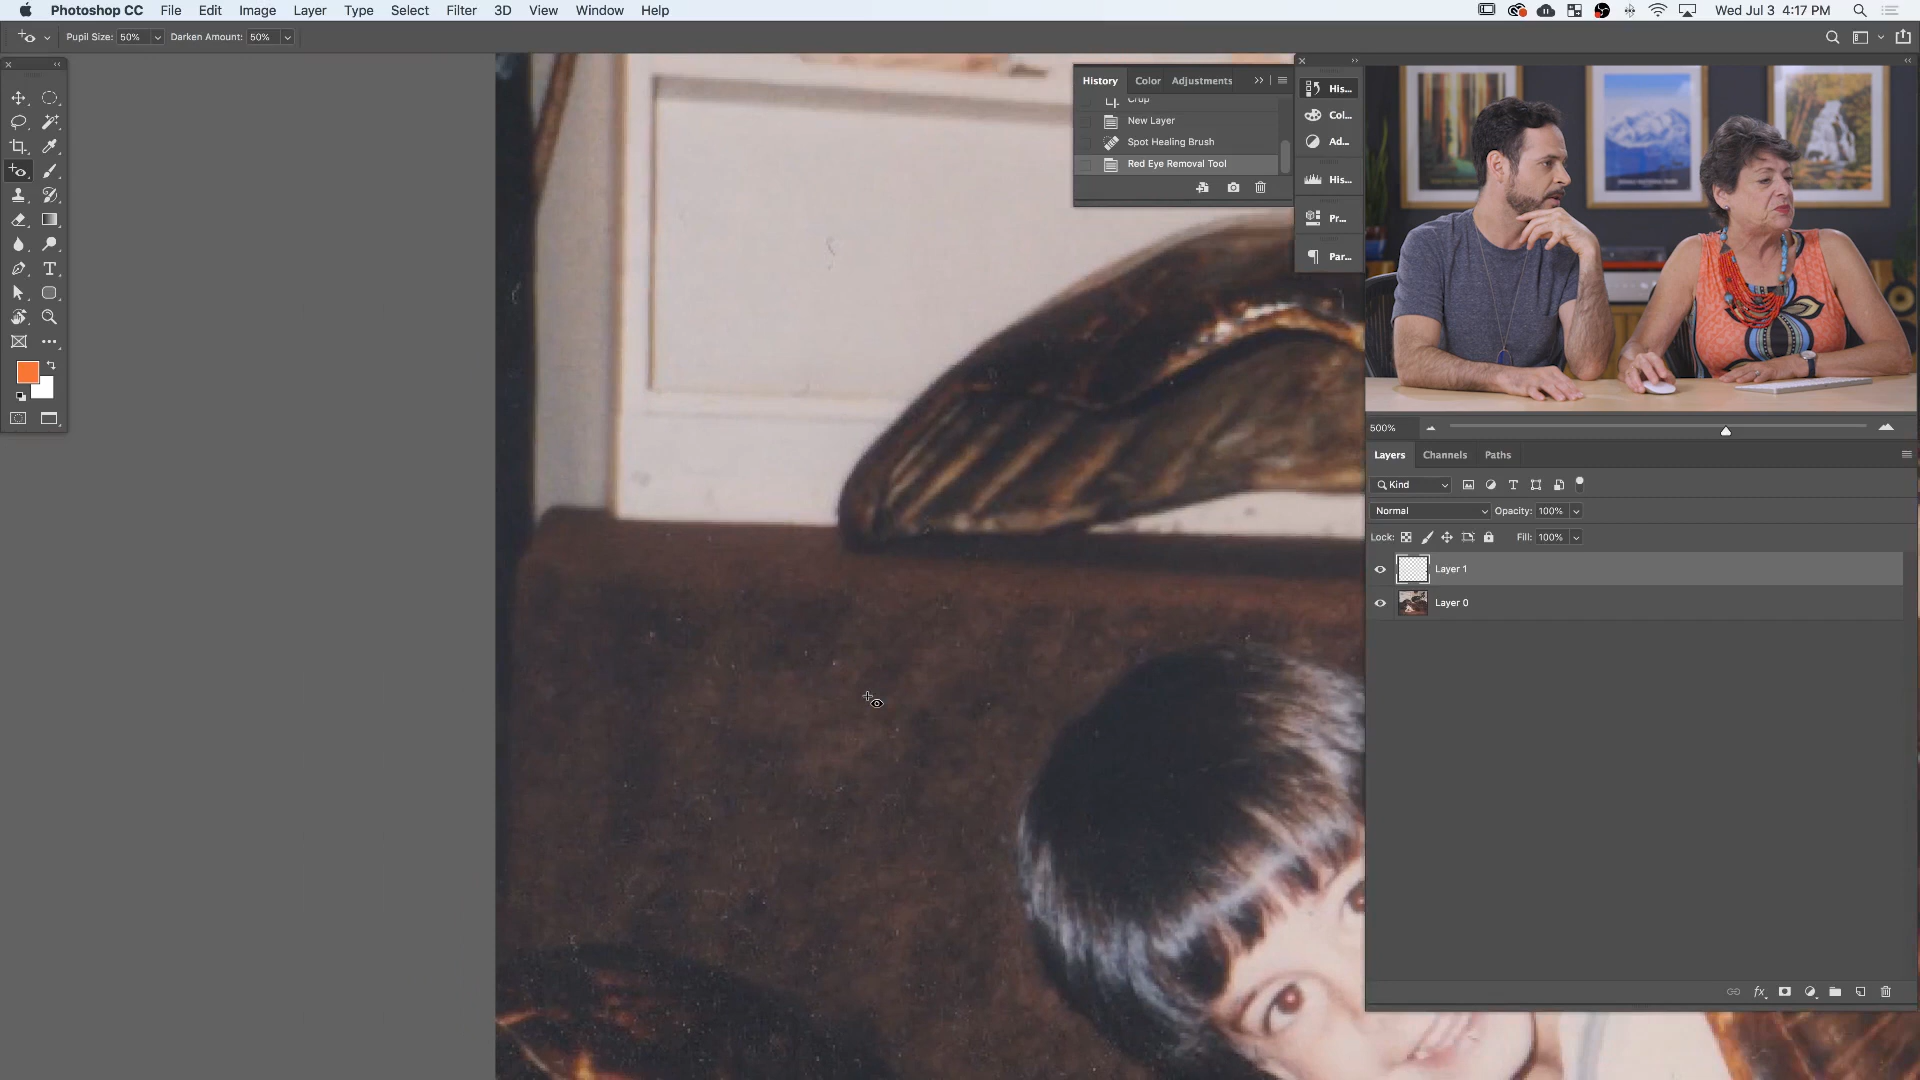 Photoshop CC File Edit Image Layer Type Select Filter 3D View Window Help Wed Jul 3 4:17 PM
Pupil Size: 50% Darken Amount: 50%
History Color Adjustments
Crop
New Layer
Spot Healing Brush
Red Eye Removal Tool
His...
Col...
Ad...
His...
Pr...
Par...
500%
Layers Channels Paths
Kind
Normal Opacity: 100%
Lock: Fill: 100%
Layer 1
Layer 0
fx